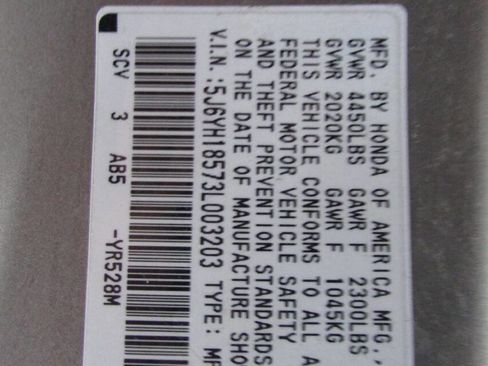 MFD. BY HONDA OF AMERICA MFG.,
GVWR 4450LBS GAWR F 2300LBS
GVWR 2020KG GAWR F 1045KG
THIS VEHICLE CONFORMS TO ALL A
FEDERAL MOTOR VEHICLE SAFETY
AND THEFT PREVENTION STANDARDS
ON THE DATE OF MANUFACTURE SHO
V.I.N.:5J6YH18573L003203 TYPE: MP
SCV 3 AB5 -YR528M